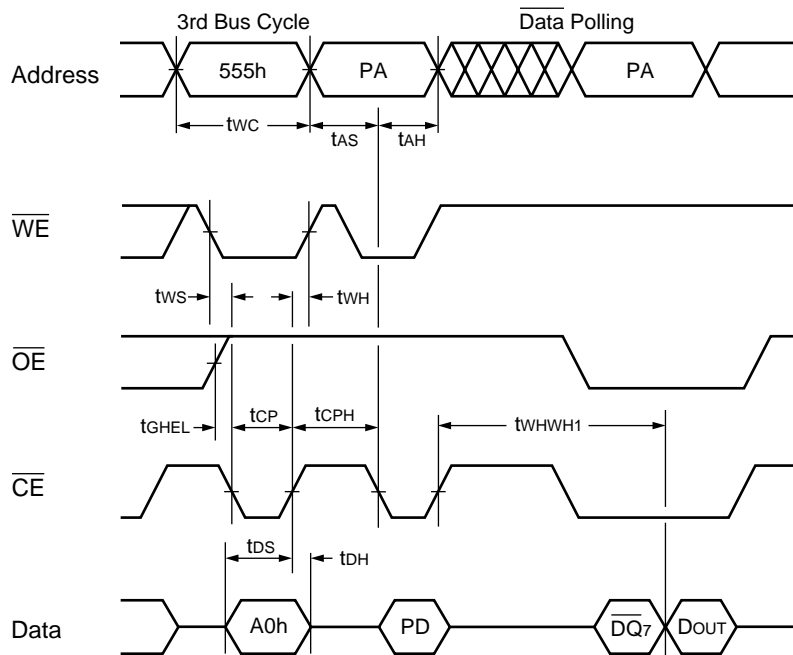 3rd Bus Cycle Data Polling
Address 555h PA PA
tWC tAS tAH
WE
tWS tWH
OE
tGHEL tCP tCPH tWHWH1
CE
tDS tDH
Data A0h PD DQ7 DOUT